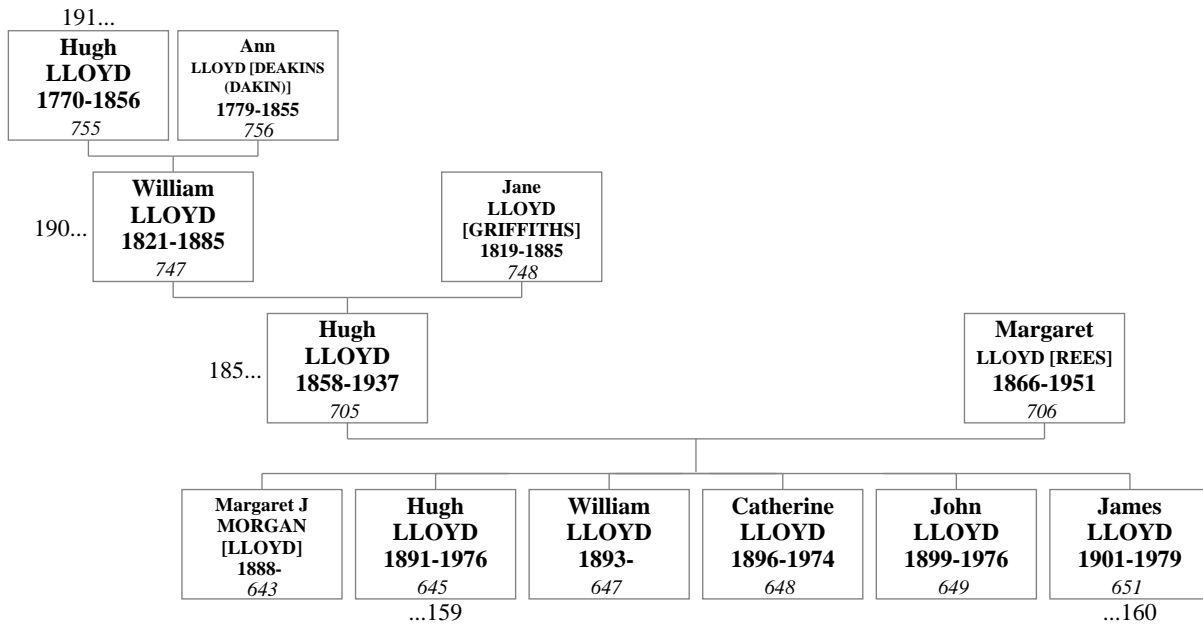 191...
Hugh
LLOYD
1770-1856
755
Ann
LLOYD [DEAKINS
(DAKIN)]
1779-1855
756
190...
William
LLOYD
1821-1885
747
Jane
LLOYD
[GRIFFITHS]
1819-1885
748
185...
Hugh
LLOYD
1858-1937
705
Margaret
LLOYD [REES]
1866-1951
706
Margaret J
MORGAN
[LLOYD]
1888-
643
Hugh
LLOYD
1891-1976
645
...159
William
LLOYD
1893-
647
Catherine
LLOYD
1896-1974
648
John
LLOYD
1899-1976
649
James
LLOYD
1901-1979
651
...160